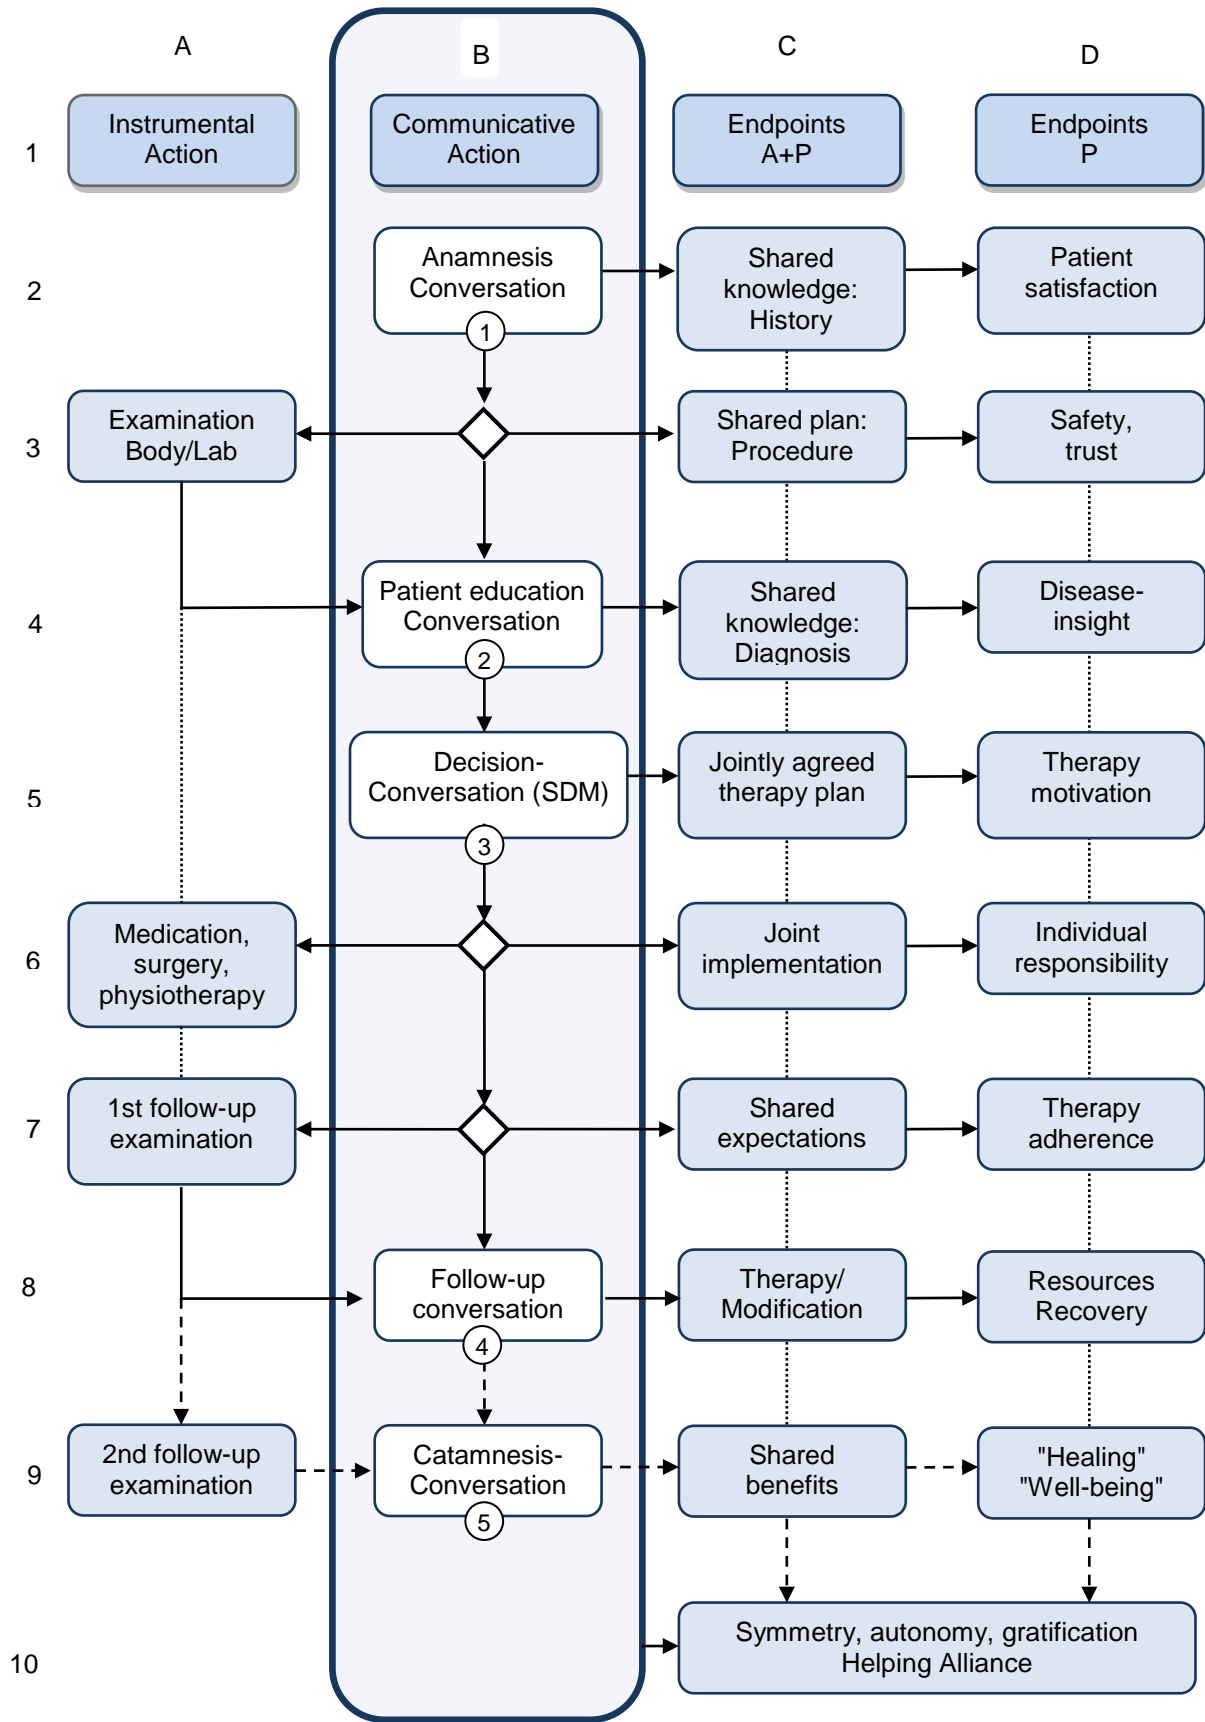 A
B
C
D
1
Instrumental
Action
Communicative
Action
Endpoints
A+P
Endpoints
P
2
Anamnesis
Conversation
1
Shared
knowledge:
History
Patient
satisfaction
3
Examination
Body/Lab
Shared plan:
Procedure
Safety,
trust
4
Patient education
Conversation
2
Shared
knowledge:
Diagnosis
Disease-
insight
5
Decision-
Conversation (SDM)
3
Jointly agreed
therapy plan
Therapy
motivation
6
Medication,
surgery,
physiotherapy
Joint
implementation
Individual
responsibility
7
1st follow-up
examination
Shared
expectations
Therapy
adherence
8
Follow-up
conversation
4
Therapy/
Modification
Resources
Recovery
9
2nd follow-up
examination
Catamnesis-
Conversation
5
Shared
benefits
"Healing"
"Well-being"
10
Symmetry, autonomy, gratification
Helping Alliance